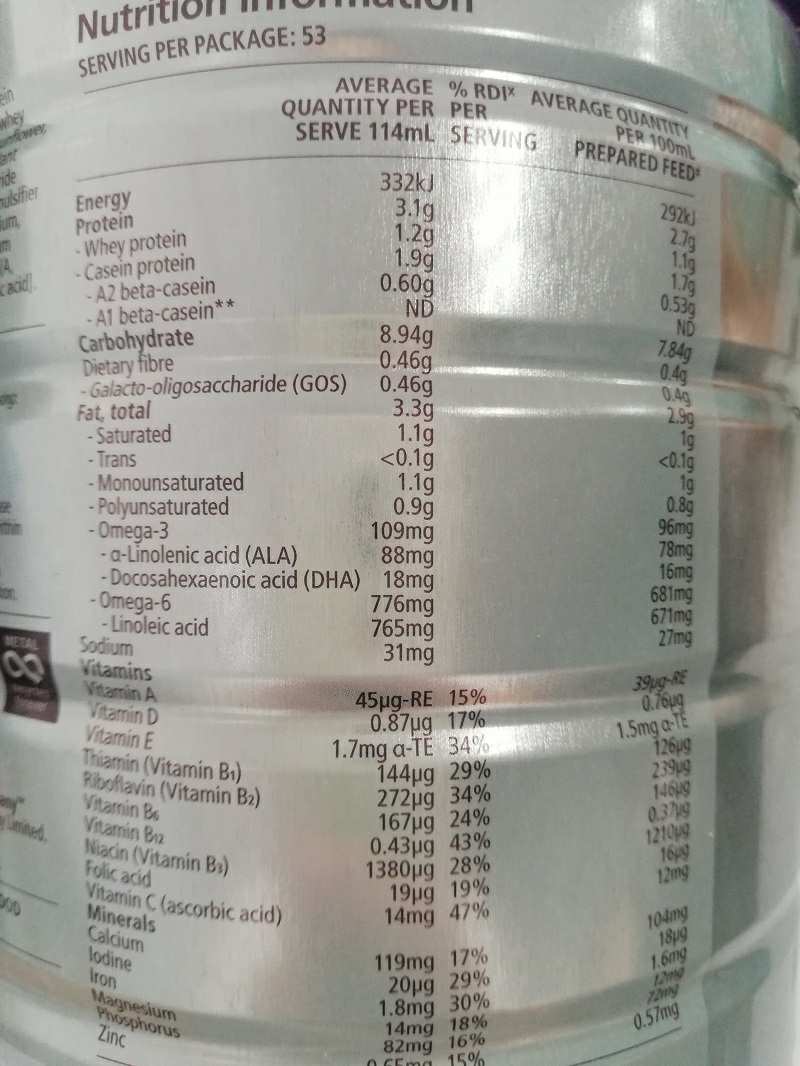 Nutrition Information
SERVING PER PACKAGE: 53
AVERAGE QUANTITY PER SERVE 114mL % RDIˣ PER SERVING AVERAGE QUANTITY PER 100mL PREPARED FEED
Energy 332kJ 292kJ
Protein 3.1g 2.7g
- Whey protein 1.2g 1.1g
- Casein protein 1.9g 1.7g
- A2 beta-casein 0.60g 0.53g
- A1 beta-casein** ND ND
Carbohydrate 8.94g 7.84g
Dietary fibre 0.46g 0.4g
- Galacto-oligosaccharide (GOS) 0.46g 0.4g
Fat, total 3.3g 2.9g
- Saturated 1.1g 1g
- Trans <0.1g <0.1g
- Monounsaturated 1.1g 1g
- Polyunsaturated 0.9g 0.8g
- Omega-3 109mg 96mg
- α-Linolenic acid (ALA) 88mg 78mg
- Docosahexaenoic acid (DHA) 18mg 16mg
- Omega-6 776mg 681mg
- Linoleic acid 765mg 671mg
Sodium 31mg 27mg
Vitamins
Vitamin A 45µg-RE 15% 39µg-RE
Vitamin D 0.87µg 17% 0.76µg
Vitamin E 1.7mg α-TE 34% 1.5mg α-TE
Thiamin (Vitamin B₁) 144µg 29% 126µg
Riboflavin (Vitamin B₂) 272µg 34% 239µg
Vitamin B₆ 167µg 24% 146µg
Vitamin B₁₂ 0.43µg 43% 0.37µg
Niacin (Vitamin B₃) 1380µg 28% 1210µg
Folic acid 19µg 19% 16µg
Vitamin C (ascorbic acid) 14mg 47% 12mg
Minerals
Calcium 119mg 17% 104mg
Iodine 20µg 29% 18µg
Iron 1.8mg 30% 1.6mg
Magnesium 14mg 18% 12mg
Phosphorus 82mg 16% 72mg
Zinc 15% 0.57mg
METAL